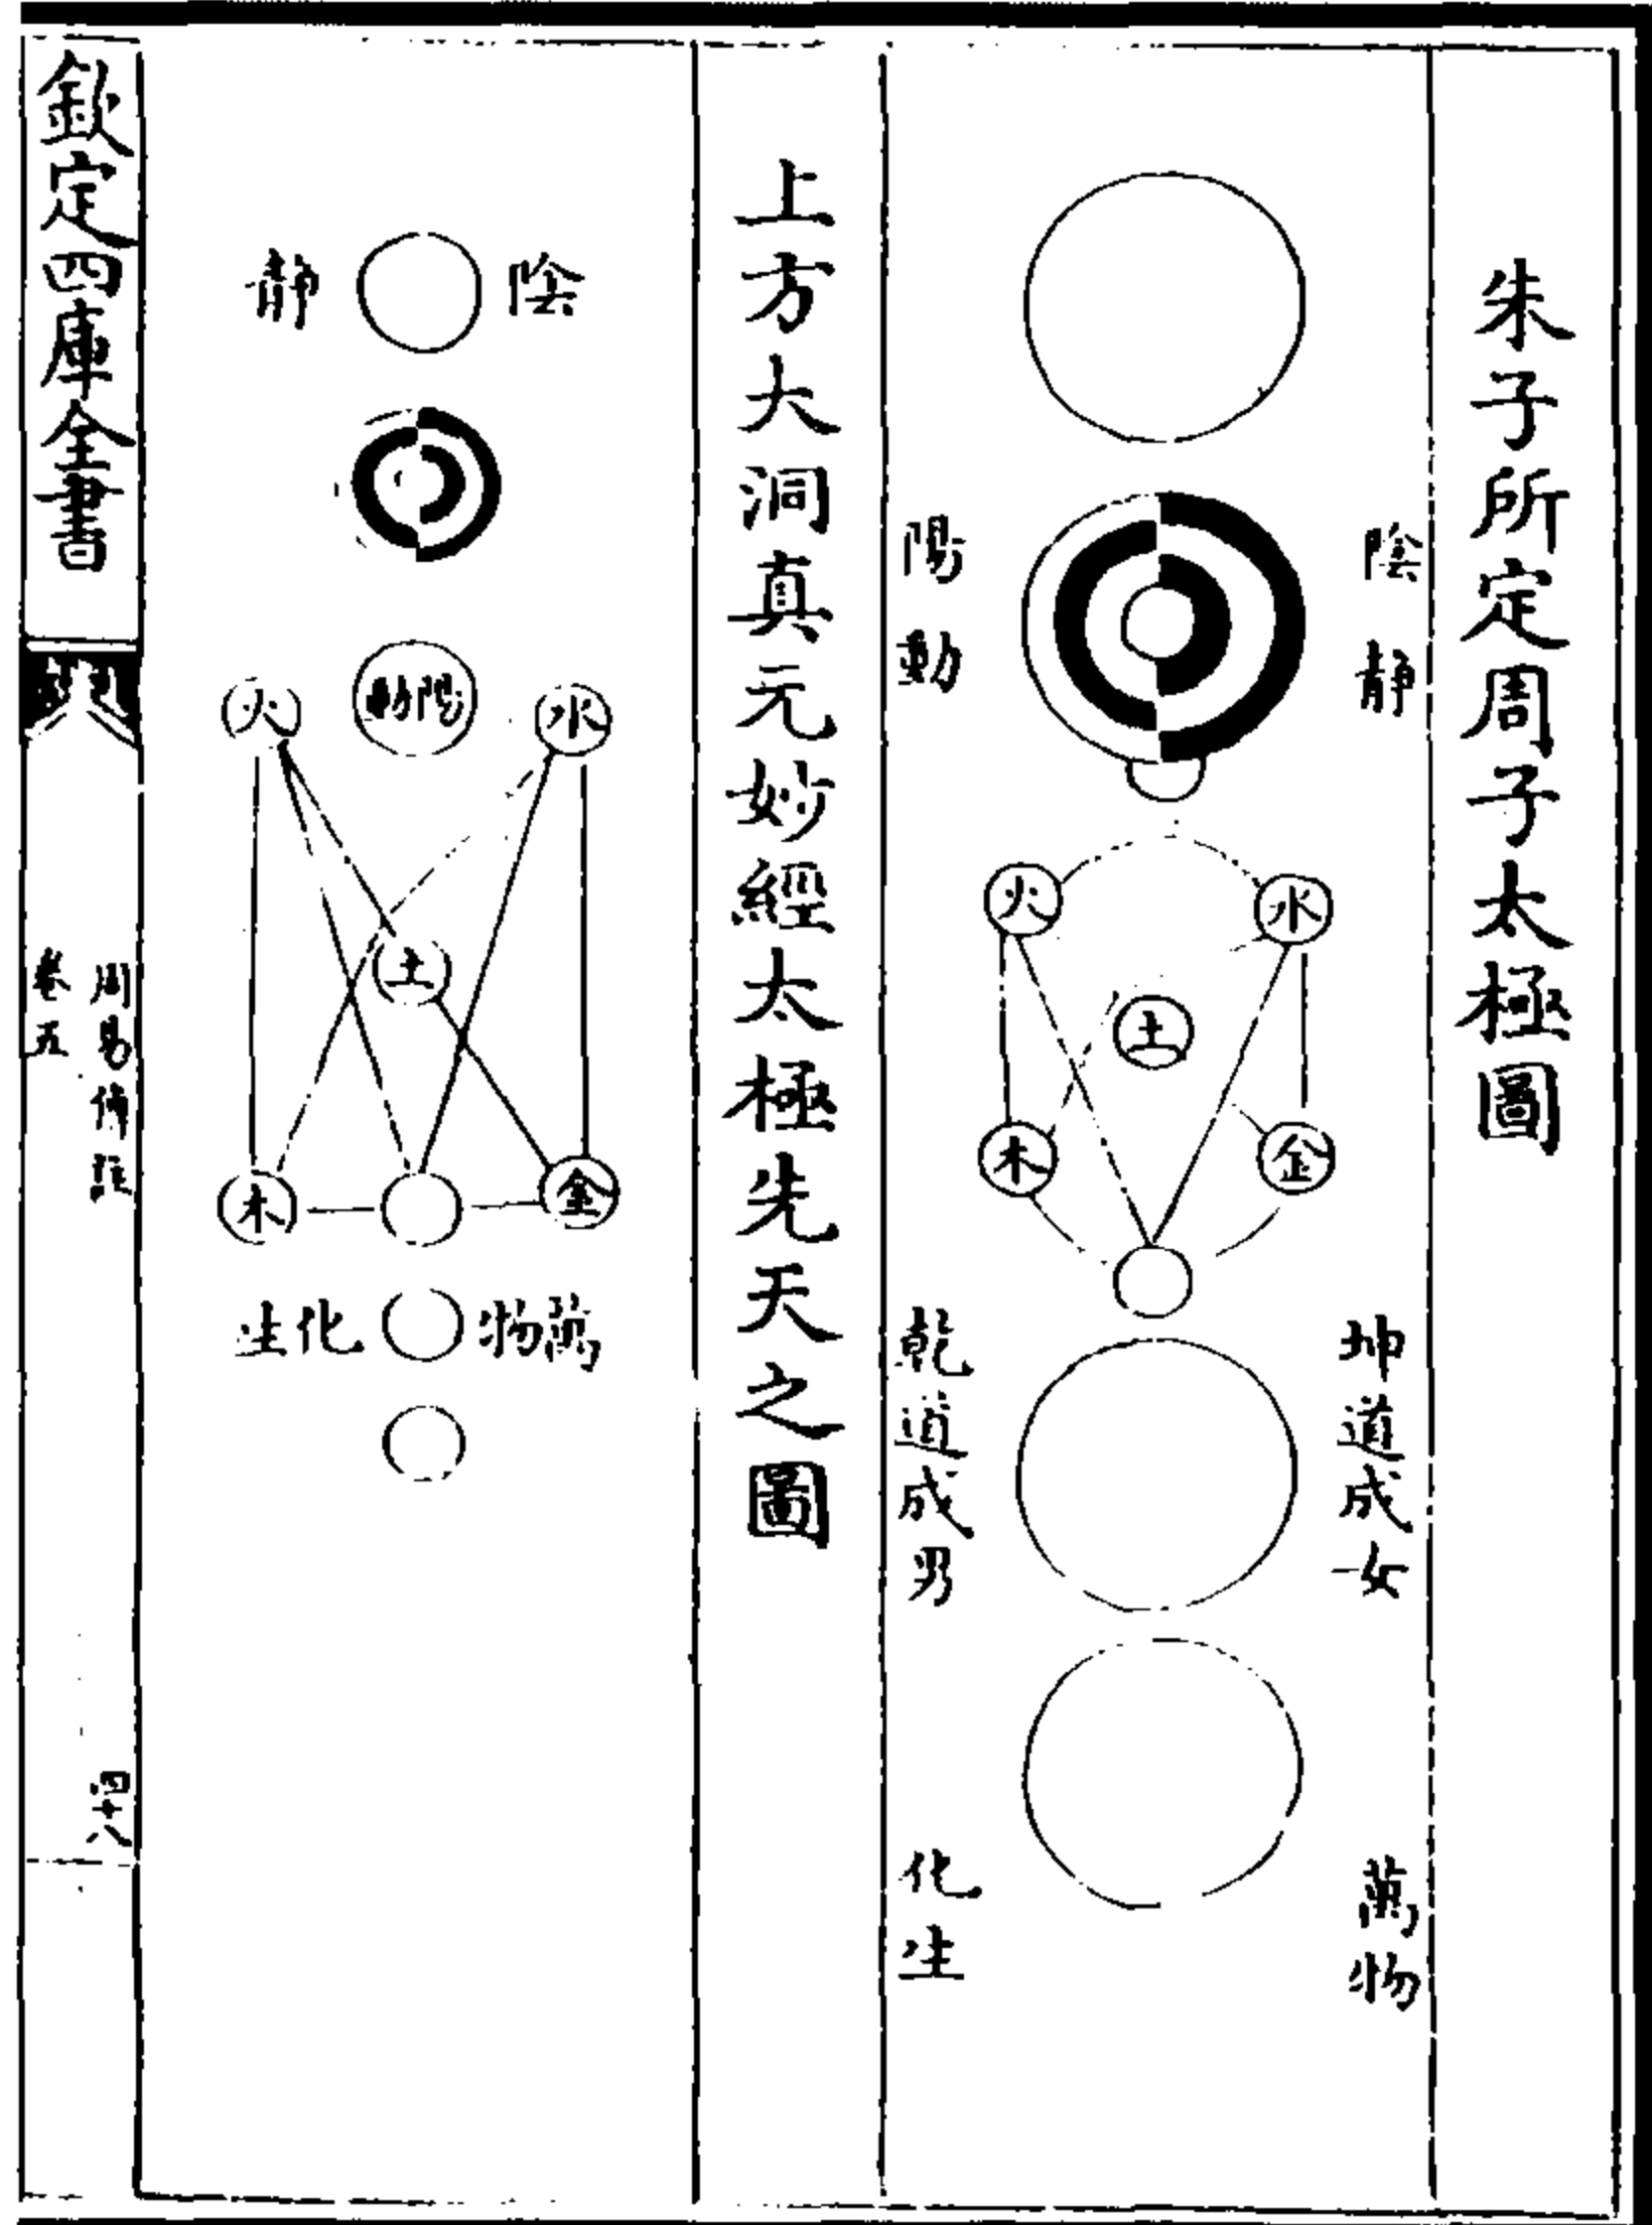 朱子所定周子太極圖
陰靜
陽動
水
火
土
金
木
坤道成女
乾道成男
萬物
化生
上方大洞真元妙經太極先天之圖
陰靜
陽動
水
火
土
金
木
萬物化生
欽定四庫全書
周易傳註
卷五
四十八